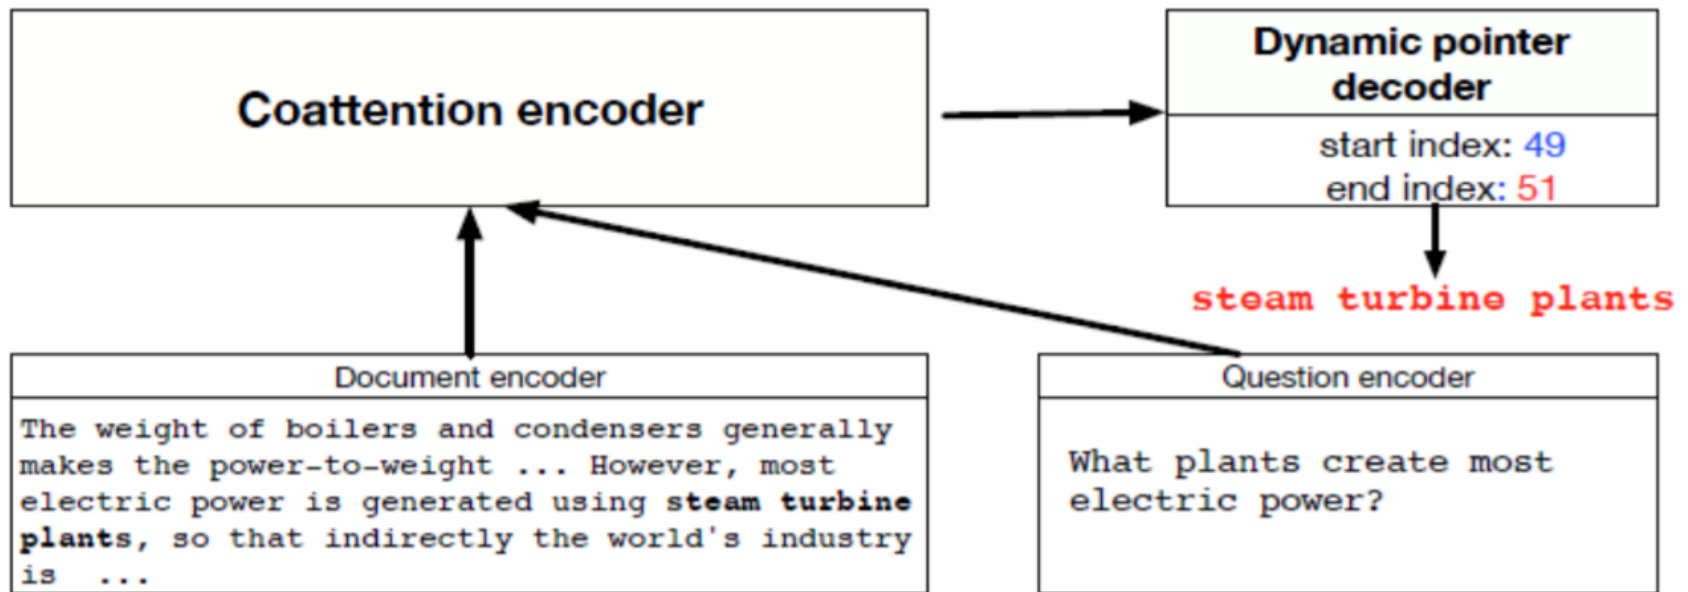 Coattention encoder
Dynamic pointer
decoder
start index: 49
end index: 51
steam turbine plants
Document encoder
The weight of boilers and condensers generally
makes the power-to-weight ... However, most
electric power is generated using steam turbine
plants, so that indirectly the world's industry
is ...
Question encoder
What plants create most
electric power?